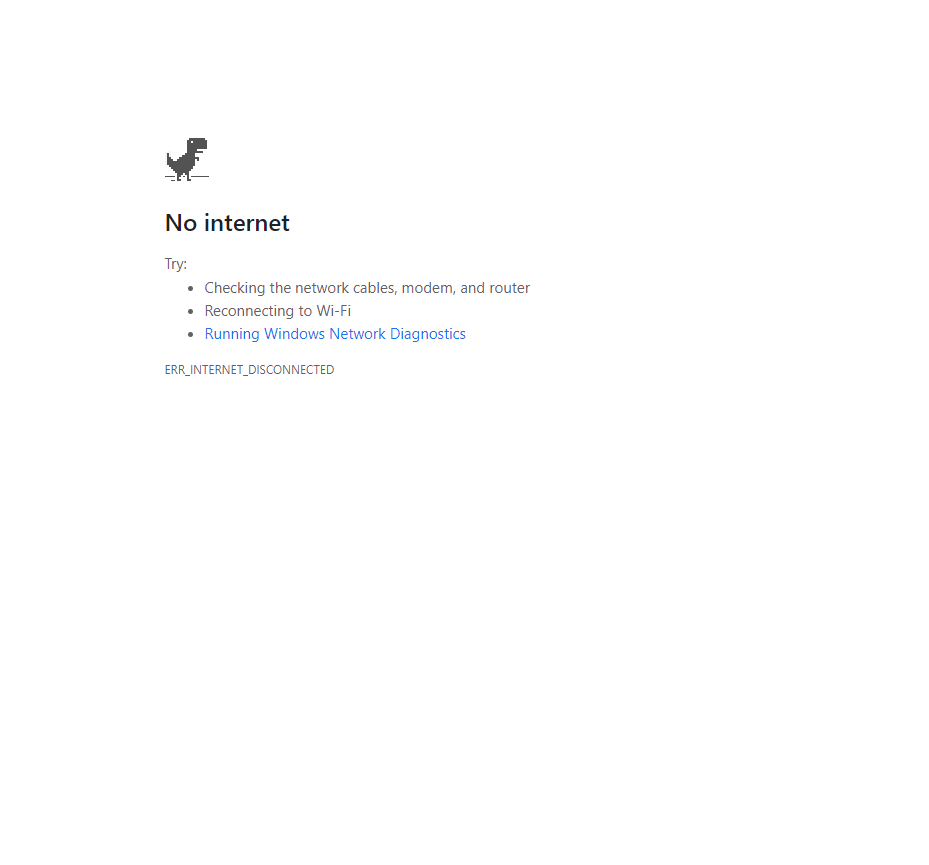 No internet
Try:
Checking the network cables, modem, and router
Reconnecting to Wi-Fi
Running Windows Network Diagnostics
ERR_INTERNET_DISCONNECTED